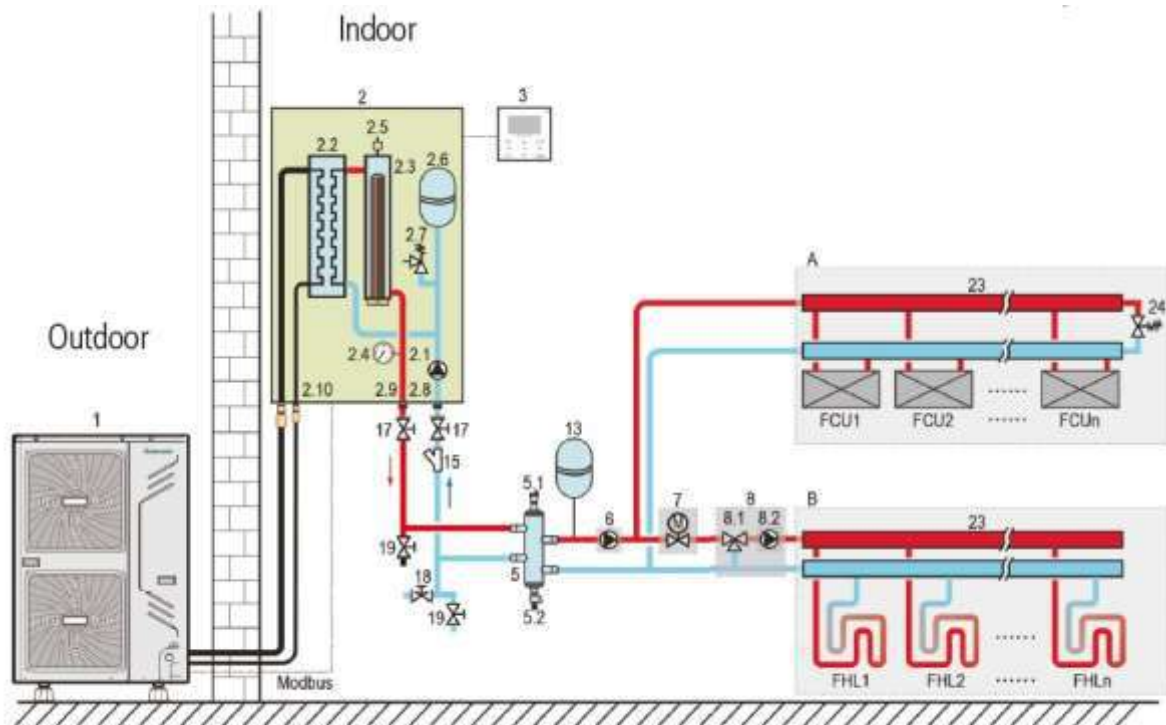 Indoor
2
3
2.5
2.2
2.3
2.6
2.7
A
23
24
Outdoor
2.4
2.1
FCU1
FCU2
......
FCUn
2.10
2.9
2.8
1
17
17
13
15
5.1
7
8
B
6
8.1
8.2
23
M
19
5
18
19
5.2
......
FHL1
FHL2
......
FHLn
Modbus